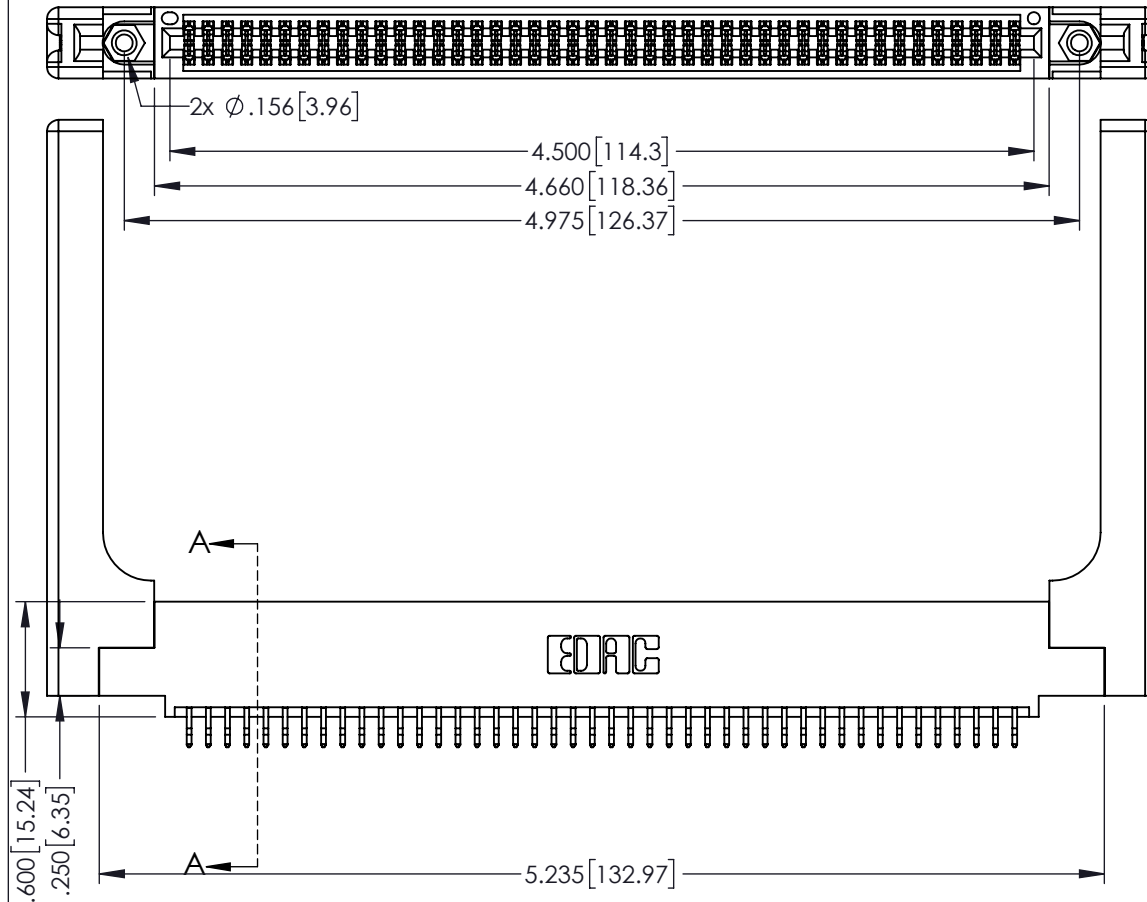 2x ∅ .156[3.96]
4.500[114.3]
4.660[118.36]
4.975[126.37]
A
EDAC
.600[15.24]
.250[6.35]
A
5.235[132.97]